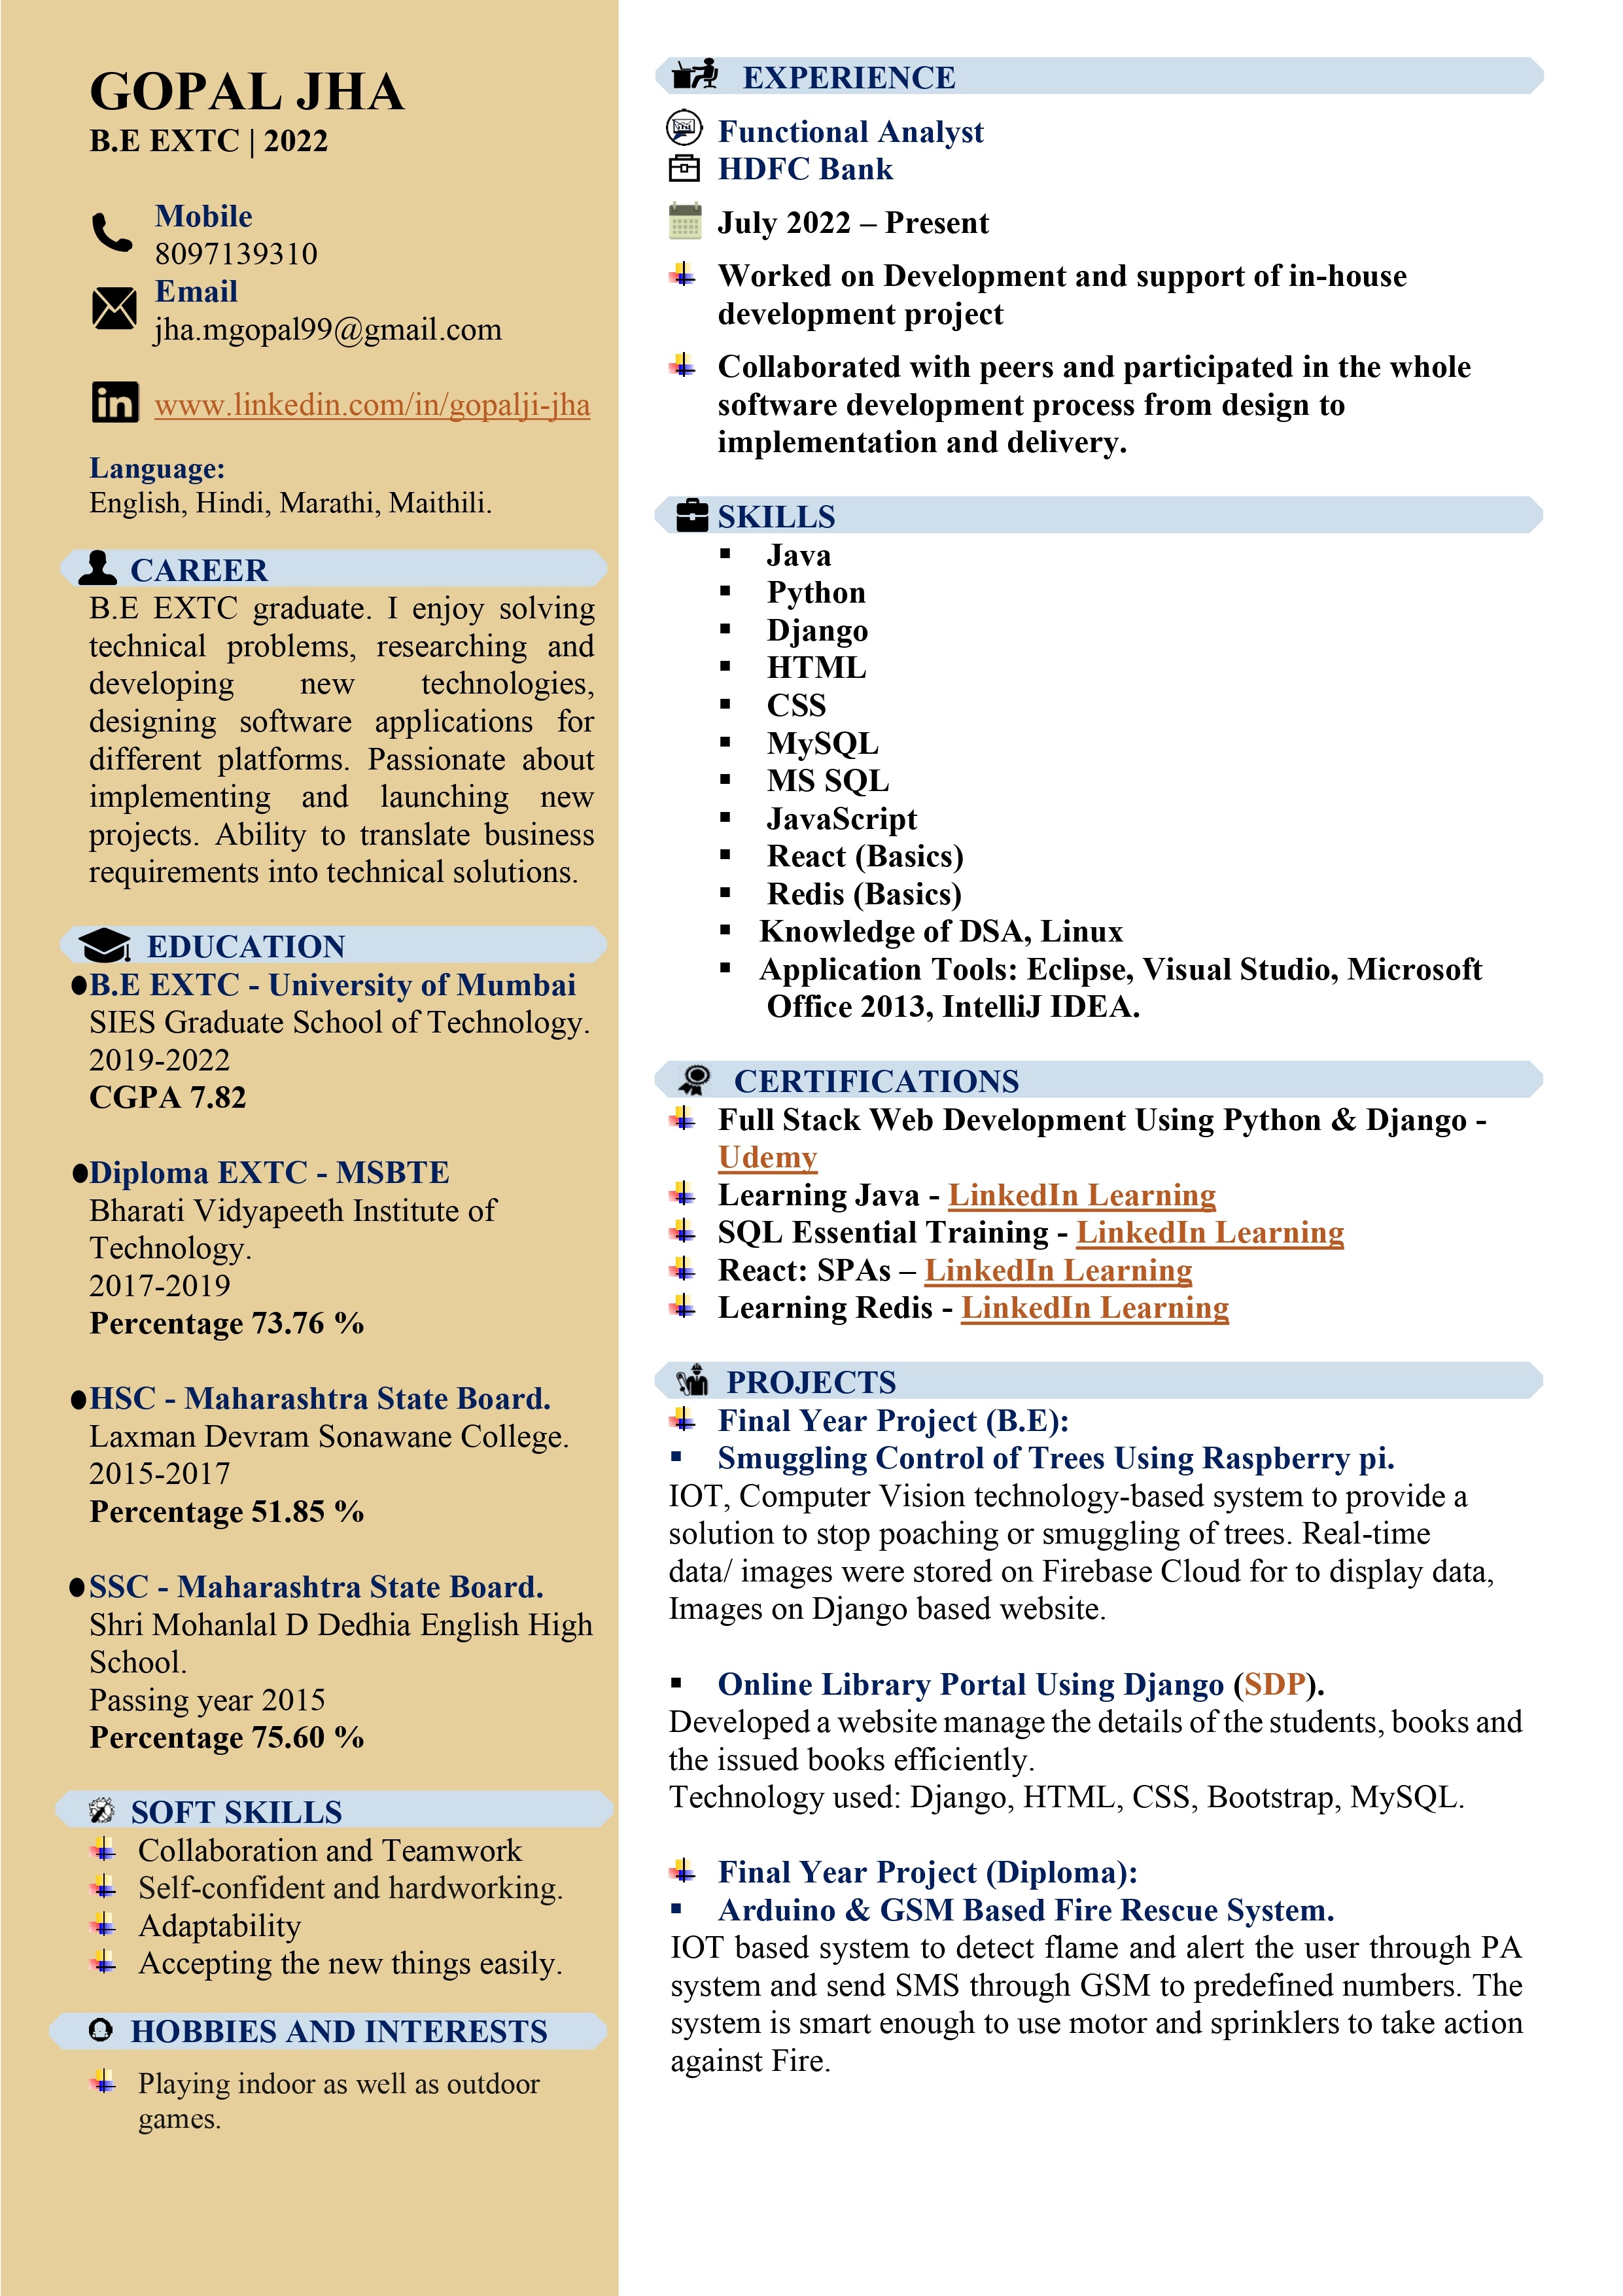 GOPAL JHA
B.E EXTC | 2022
Mobile
8097139310
Email
jha.mgopal99@gmail.com
www.linkedin.com/in/gopalji-jha
Language:
English, Hindi, Marathi, Maithili.
CAREER
B.E EXTC graduate. I enjoy solving
technical problems, researching and
developing new technologies,
designing software applications for
different platforms. Passionate about
implementing and launching new
projects. Ability to translate business
requirements into technical solutions.
EDUCATION
B.E EXTC - University of Mumbai
SIES Graduate School of Technology.
2019-2022
CGPA 7.82
Diploma EXTC - MSBTE
Bharati Vidyapeeth Institute of
Technology.
2017-2019
Percentage 73.76 %
HSC - Maharashtra State Board.
Laxman Devram Sonawane College.
2015-2017
Percentage 51.85 %
SSC - Maharashtra State Board.
Shri Mohanlal D Dedhia English High
School.
Passing year 2015
Percentage 75.60 %
SOFT SKILLS
Collaboration and Teamwork
Self-confident and hardworking.
Adaptability
Accepting the new things easily.
HOBBIES AND INTERESTS
Playing indoor as well as outdoor
games.
EXPERIENCE
Functional Analyst
HDFC Bank
July 2022 – Present
Worked on Development and support of in-house
development project
Collaborated with peers and participated in the whole
software development process from design to
implementation and delivery.
SKILLS
Java
Python
Django
HTML
CSS
MySQL
MS SQL
JavaScript
React (Basics)
Redis (Basics)
Knowledge of DSA, Linux
Application Tools: Eclipse, Visual Studio, Microsoft
Office 2013, IntelliJ IDEA.
CERTIFICATIONS
Full Stack Web Development Using Python & Django -
Udemy
Learning Java - LinkedIn Learning
SQL Essential Training - LinkedIn Learning
React: SPAs – LinkedIn Learning
Learning Redis - LinkedIn Learning
PROJECTS
Final Year Project (B.E):
Smuggling Control of Trees Using Raspberry pi.
IOT, Computer Vision technology-based system to provide a
solution to stop poaching or smuggling of trees. Real-time
data/ images were stored on Firebase Cloud for to display data,
Images on Django based website.
Online Library Portal Using Django (SDP).
Developed a website manage the details of the students, books and
the issued books efficiently.
Technology used: Django, HTML, CSS, Bootstrap, MySQL.
Final Year Project (Diploma):
Arduino & GSM Based Fire Rescue System.
IOT based system to detect flame and alert the user through PA
system and send SMS through GSM to predefined numbers. The
system is smart enough to use motor and sprinklers to take action
against Fire.